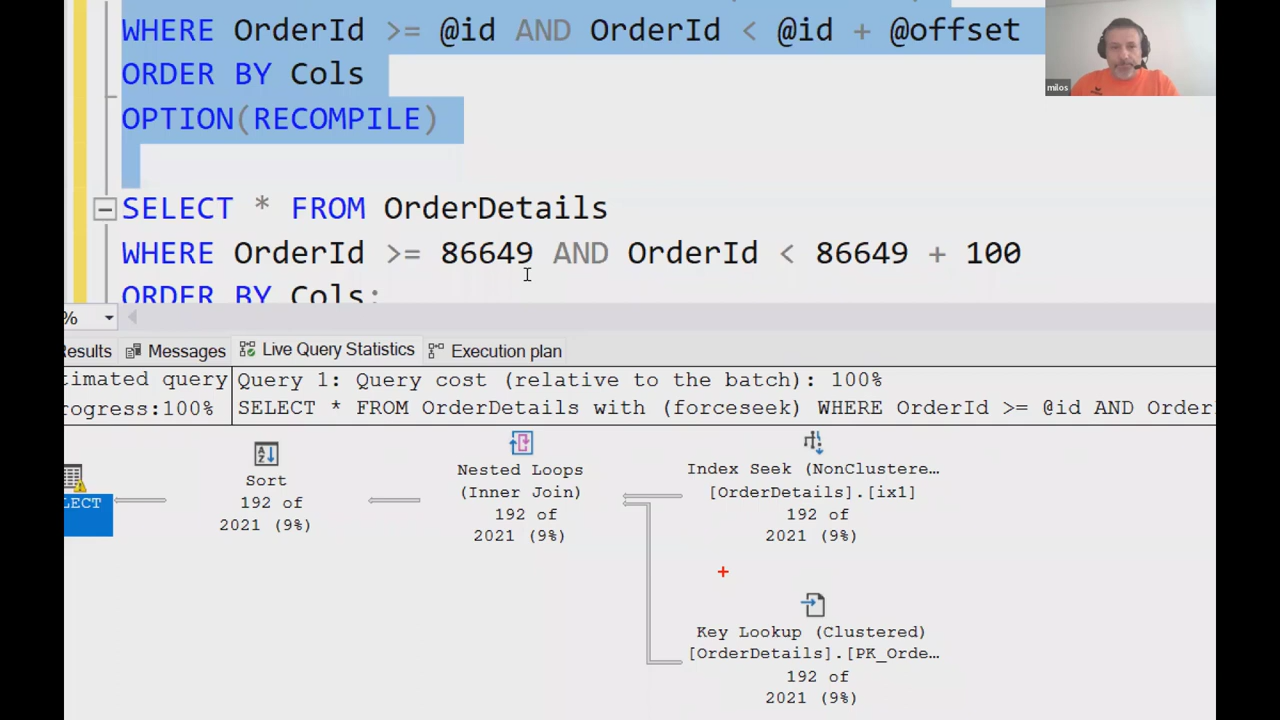 WHERE OrderId >= @id AND OrderId < @id + @offset
ORDER BY Cols
OPTION(RECOMPILE)
SELECT * FROM OrderDetails
WHERE OrderId >= 86649 AND OrderId < 86649 + 100
ORDER BY Cols;
milos
%
Results Messages Live Query Statistics Execution plan
timated query Query 1: Query cost (relative to the batch): 100%
rogress:100% SELECT * FROM OrderDetails with (forceseek) WHERE OrderId >= @id AND Order
LECT
Sort
192 of
2021 (9%)
Nested Loops
(Inner Join)
192 of
2021 (9%)
Index Seek (NonClustere...
[OrderDetails].[ix1]
192 of
2021 (9%)
Key Lookup (Clustered)
[OrderDetails].[PK_Orde...
192 of
2021 (9%)